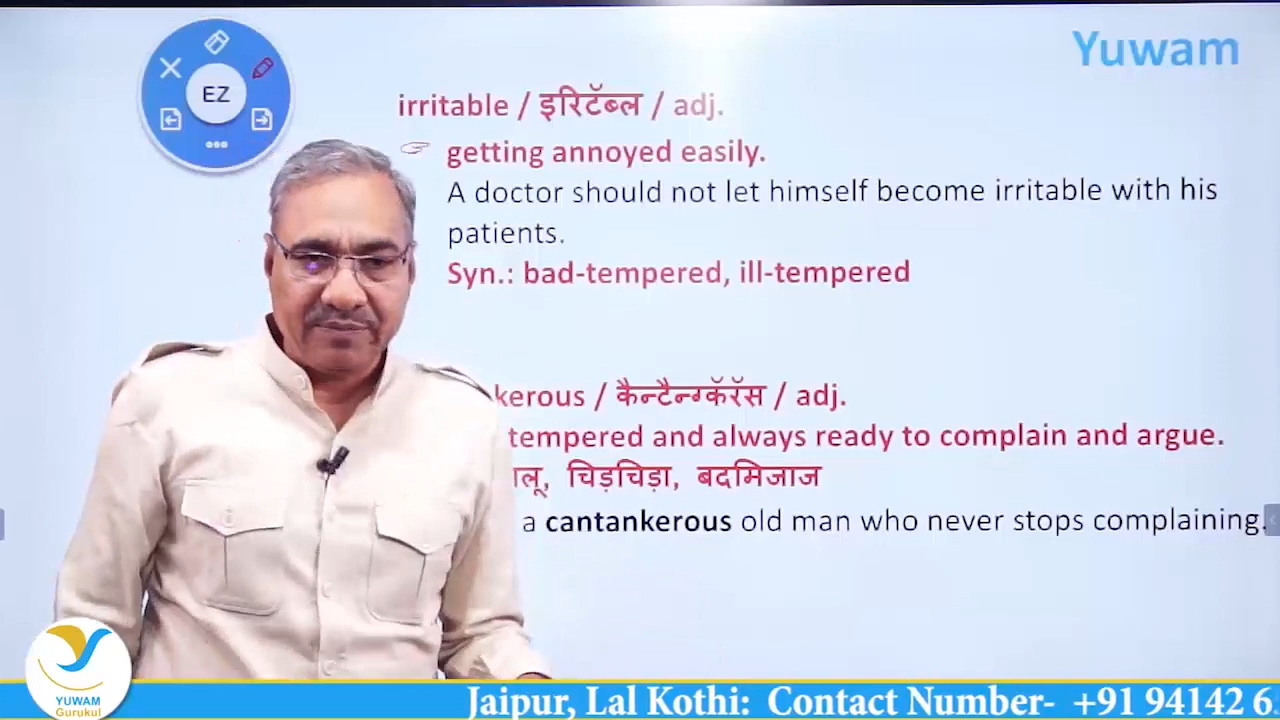 Yuwam
EZ
irritable / इरिटॅब्ल / adj.
getting annoyed easily.
A doctor should not let himself become irritable with his
patients.
Syn.: bad-tempered, ill-tempered
kerous / कैन्टैन्ग्कॅरॅस / adj.
tempered and always ready to complain and argue.
लू, चिड़चिड़ा, बदमिजाज
a cantankerous old man who never stops complaining.
YUWAM
Gurukul
Jaipur, Lal Kothi: Contact Number- +91 94142 6